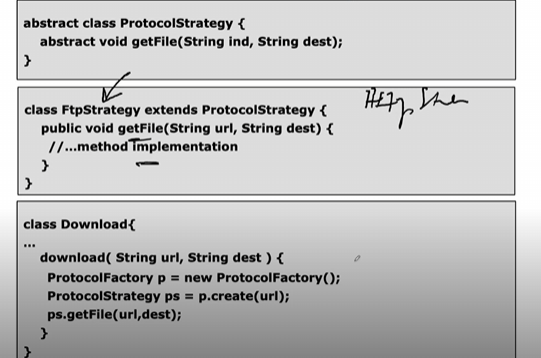 abstract class ProtocolStrategy {
abstract void getFile(String ind, String dest);
}
class FtpStrategy extends ProtocolStrategy {
public void getFile(String url, String dest) {
//...method Implementation
}
}
class Download{
...
download( String url, String dest ) {
ProtocolFactory p = new ProtocolFactory();
ProtocolStrategy ps = p.create(url);
ps.getFile(url,dest);
}
}